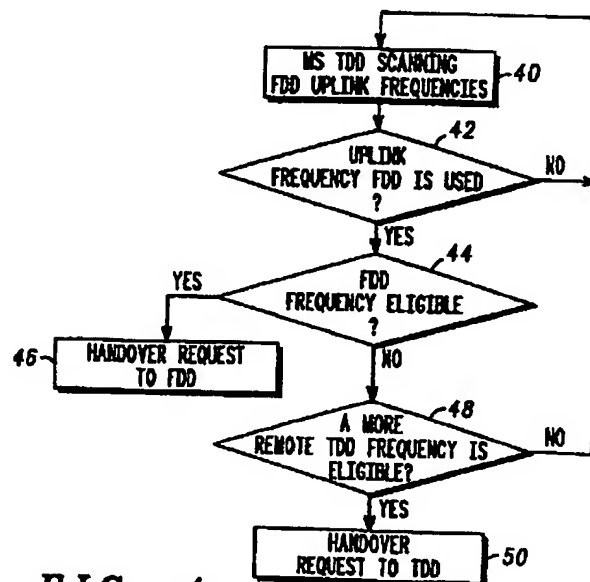 MS TDD SCANNING
FDD UPLINK FREQUENCIES
40
42
UPLINK
FREQUENCY FDD IS USED
?
NO
YES
44
FDD
FREQUENCY ELIGIBLE
?
YES
46
HANDOVER REQUEST
TO FDD
NO
48
A MORE
REMOTE TDD FREQUENCY IS
ELIGIBLE?
NO
YES
HANDOVER
REQUEST TO TDD
50